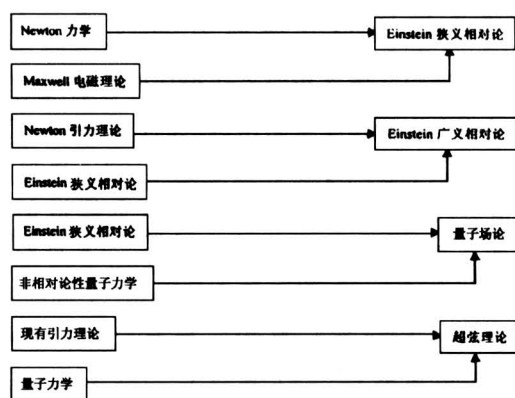 Newton 力学
Einstein 狭义相对论
Maxwell 电磁理论
Newton 引力理论
Einstein 广义相对论
Einstein 狭义相对论
Einstein 狭义相对论
量子场论
非相对论性量子力学
现有引力理论
超弦理论
量子力学